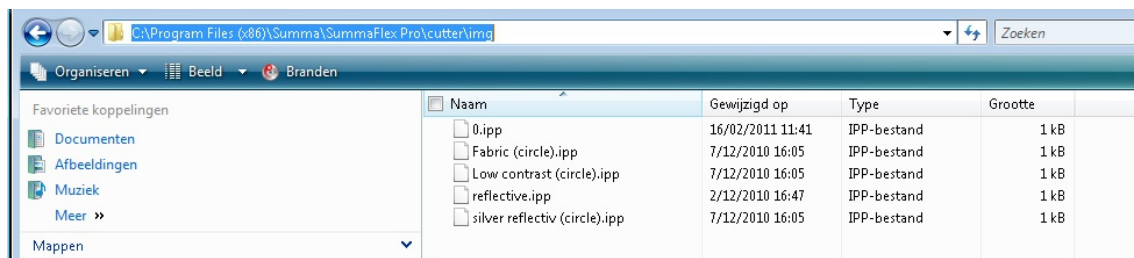 C:\Program Files (x86)\Summa\SummaFlex Pro\cutter\img
Zoeken
Organiseren Beeld Branden
Favoriete koppelingen
Documenten
Afbeeldingen
Muziek
Meer »
Mappen
Naam Gewijzigd op Type Grootte
0.ipp 16/02/2011 11:41 IPP-bestand 1 kB
Fabric (circle).ipp 7/12/2010 16:05 IPP-bestand 1 kB
Low contrast (circle).ipp 7/12/2010 16:05 IPP-bestand 1 kB
reflective.ipp 2/12/2010 16:47 IPP-bestand 1 kB
silver reflectiv (circle).ipp 7/12/2010 16:05 IPP-bestand 1 kB